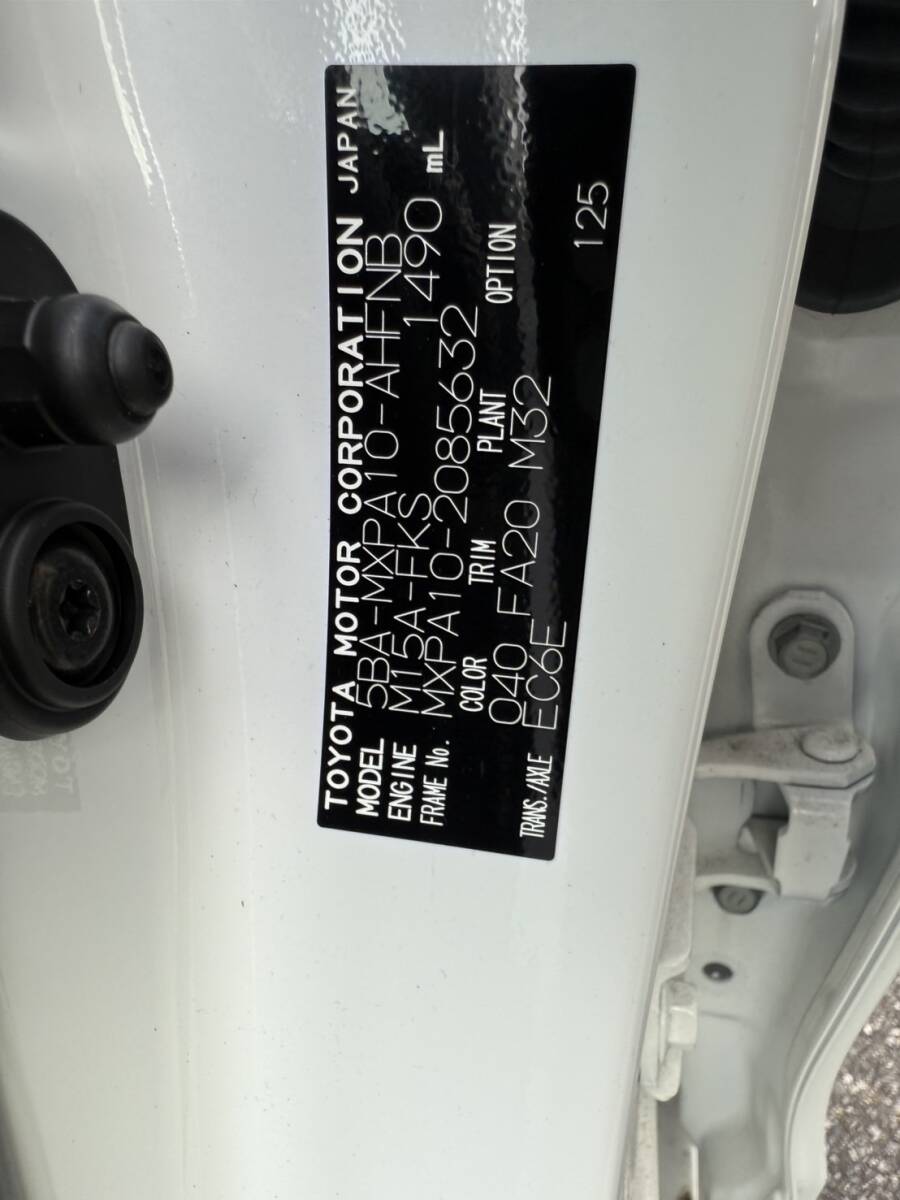 TOYOTA MOTOR CORPORATION JAPAN
MODEL 5BA-MXPA10-AHFNB
ENGINE M15A-FKS 1490 mL
FRAME No. MXPA10-2085632
COLOR TRIM PLANT OPTION
040 FA20 M32
TRANS./AXLE EC6E
125